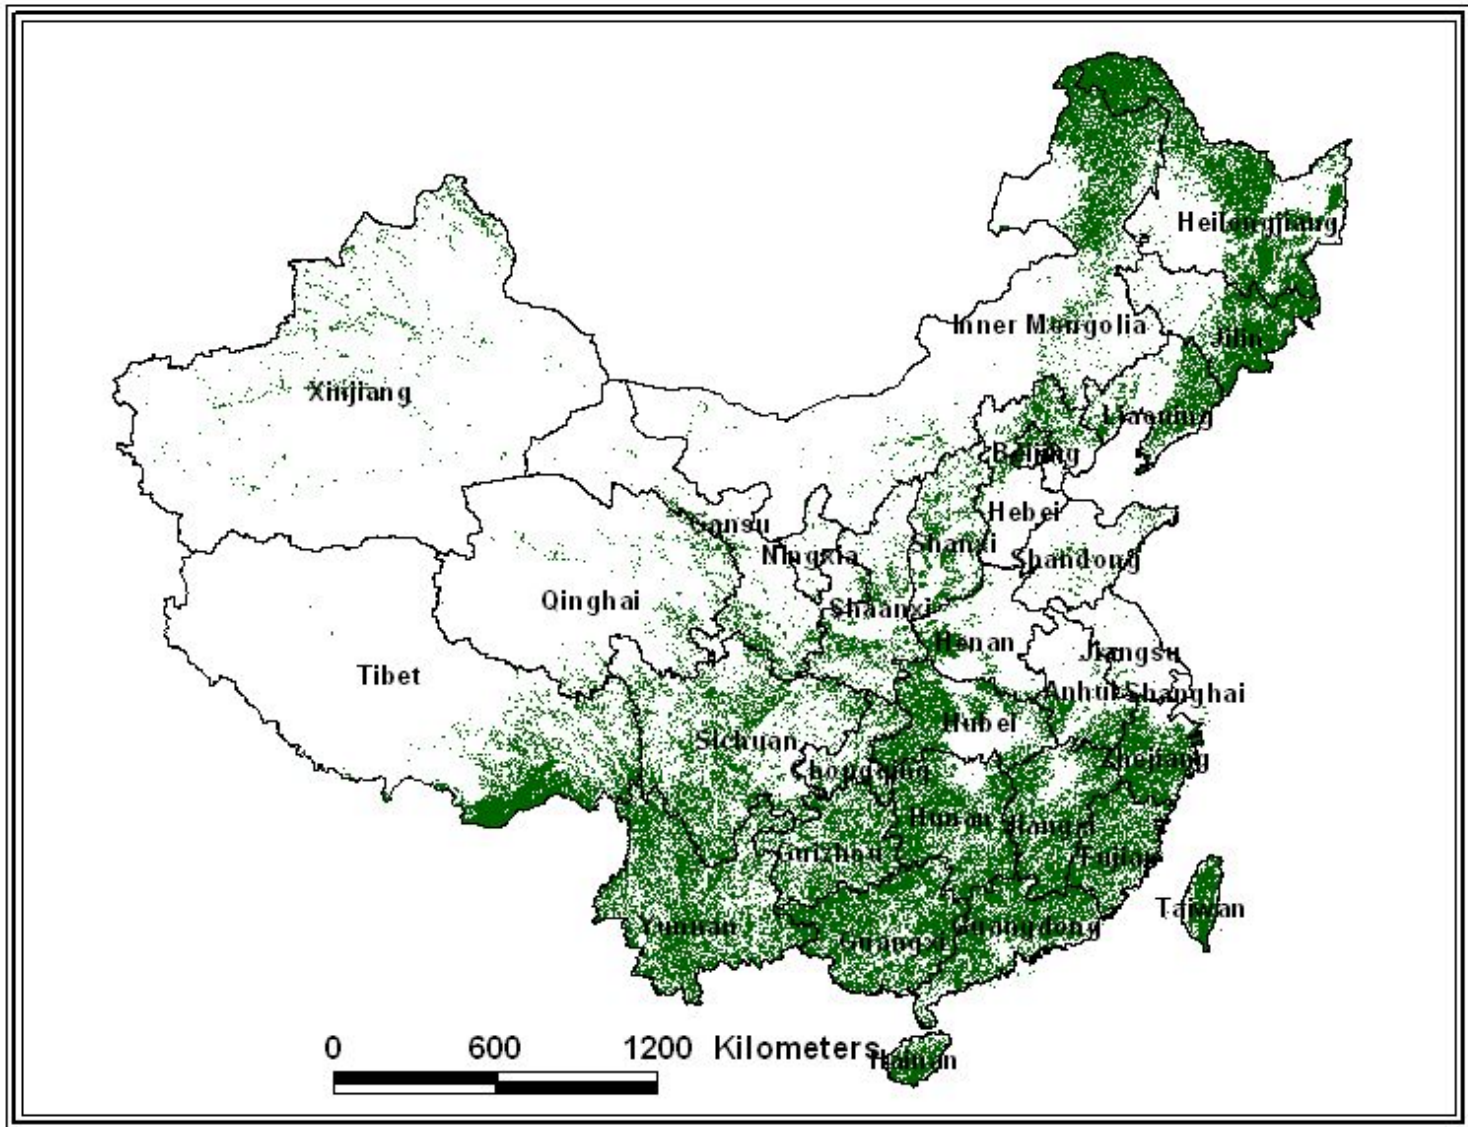 Heilongjiang
Inner Mongolia
Jilin
Xinjiang
Liaoning
Beijing
Hebei
Gansu
Ningxia
Shanxi
Shandong
Qinghai
Shaanxi
Henan
Jiangsu
Tibet
Anhui
Shanghai
Hubei
Sichuan
Zhejiang
Chongqing
Hunan
Jiangxi
Guizhou
Fujian
Taiwan
Yunnan
Guangdong
Guangxi
0 600 1200 Kilometers
Hainan